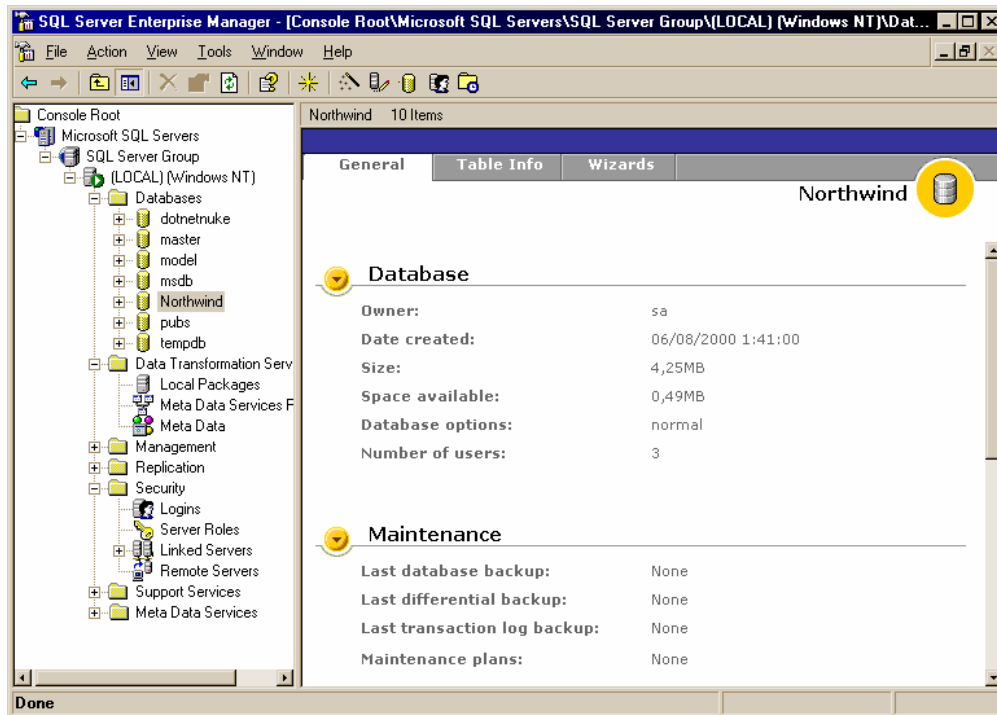 SQL Server Enterprise Manager - [Console Root\Microsoft SQL Servers\SQL Server Group\(LOCAL) (Windows NT)\Dat...
File Action View Tools Window Help
Console Root
Microsoft SQL Servers
SQL Server Group
(LOCAL) (Windows NT)
Databases
dotnetnuke
master
model
msdb
Northwind
pubs
tempdb
Data Transformation Serv
Local Packages
Meta Data Services F
Meta Data
Management
Replication
Security
Logins
Server Roles
Linked Servers
Remote Servers
Support Services
Meta Data Services
Northwind 10 Items
General Table Info Wizards
Northwind
Database
Owner: sa
Date created: 06/08/2000 1:41:00
Size: 4,25MB
Space available: 0,49MB
Database options: normal
Number of users: 3
Maintenance
Last database backup: None
Last differential backup: None
Last transaction log backup: None
Maintenance plans: None
Done